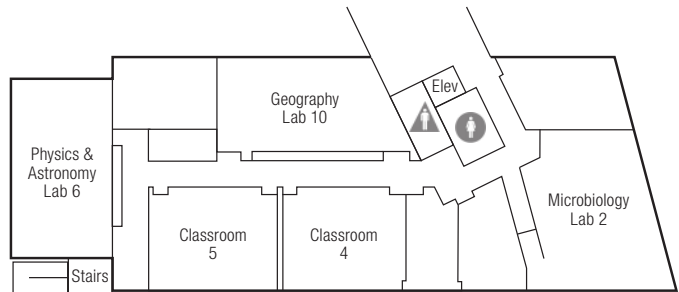 Elev
Geography
Lab 10
Physics &
Astronomy
Lab 6
Microbiology
Lab 2
Classroom
5
Classroom
4
Stairs